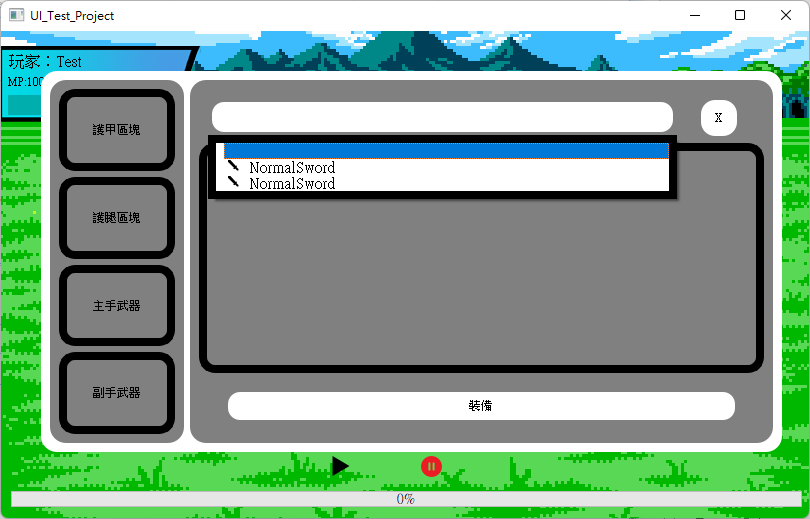 UI_Test_Project
玩家：Test
MP:100
護甲區塊
護腿區塊
主手武器
副手武器
X
NormalSword
NormalSword
裝備
0%